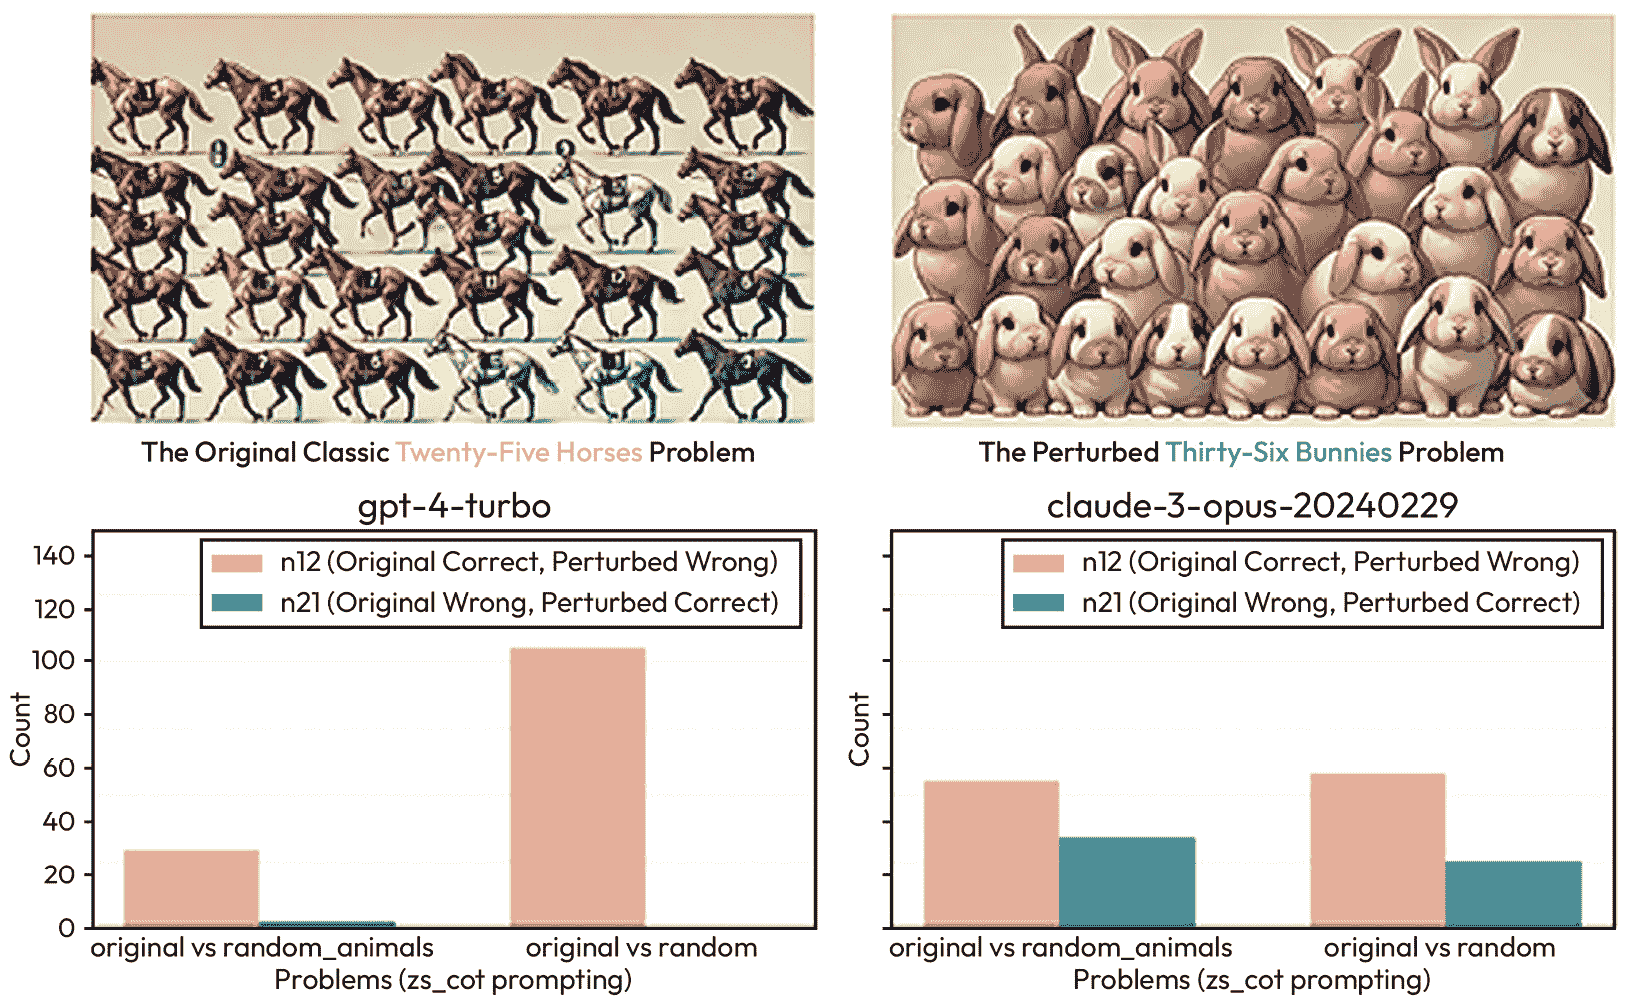 The Original Classic Twenty-Five Horses Problem
The Perturbed Thirty-Six Bunnies Problem
gpt-4-turbo
140
120
100
80
60
40
20
0
Count
n12 (Original Correct, Perturbed Wrong)
n21 (Original Wrong, Perturbed Correct)
original vs random_animals
original vs random
Problems (zs_cot prompting)
claude-3-opus-20240229
Count
n12 (Original Correct, Perturbed Wrong)
n21 (Original Wrong, Perturbed Correct)
original vs random_animals
original vs random
Problems (zs_cot prompting)